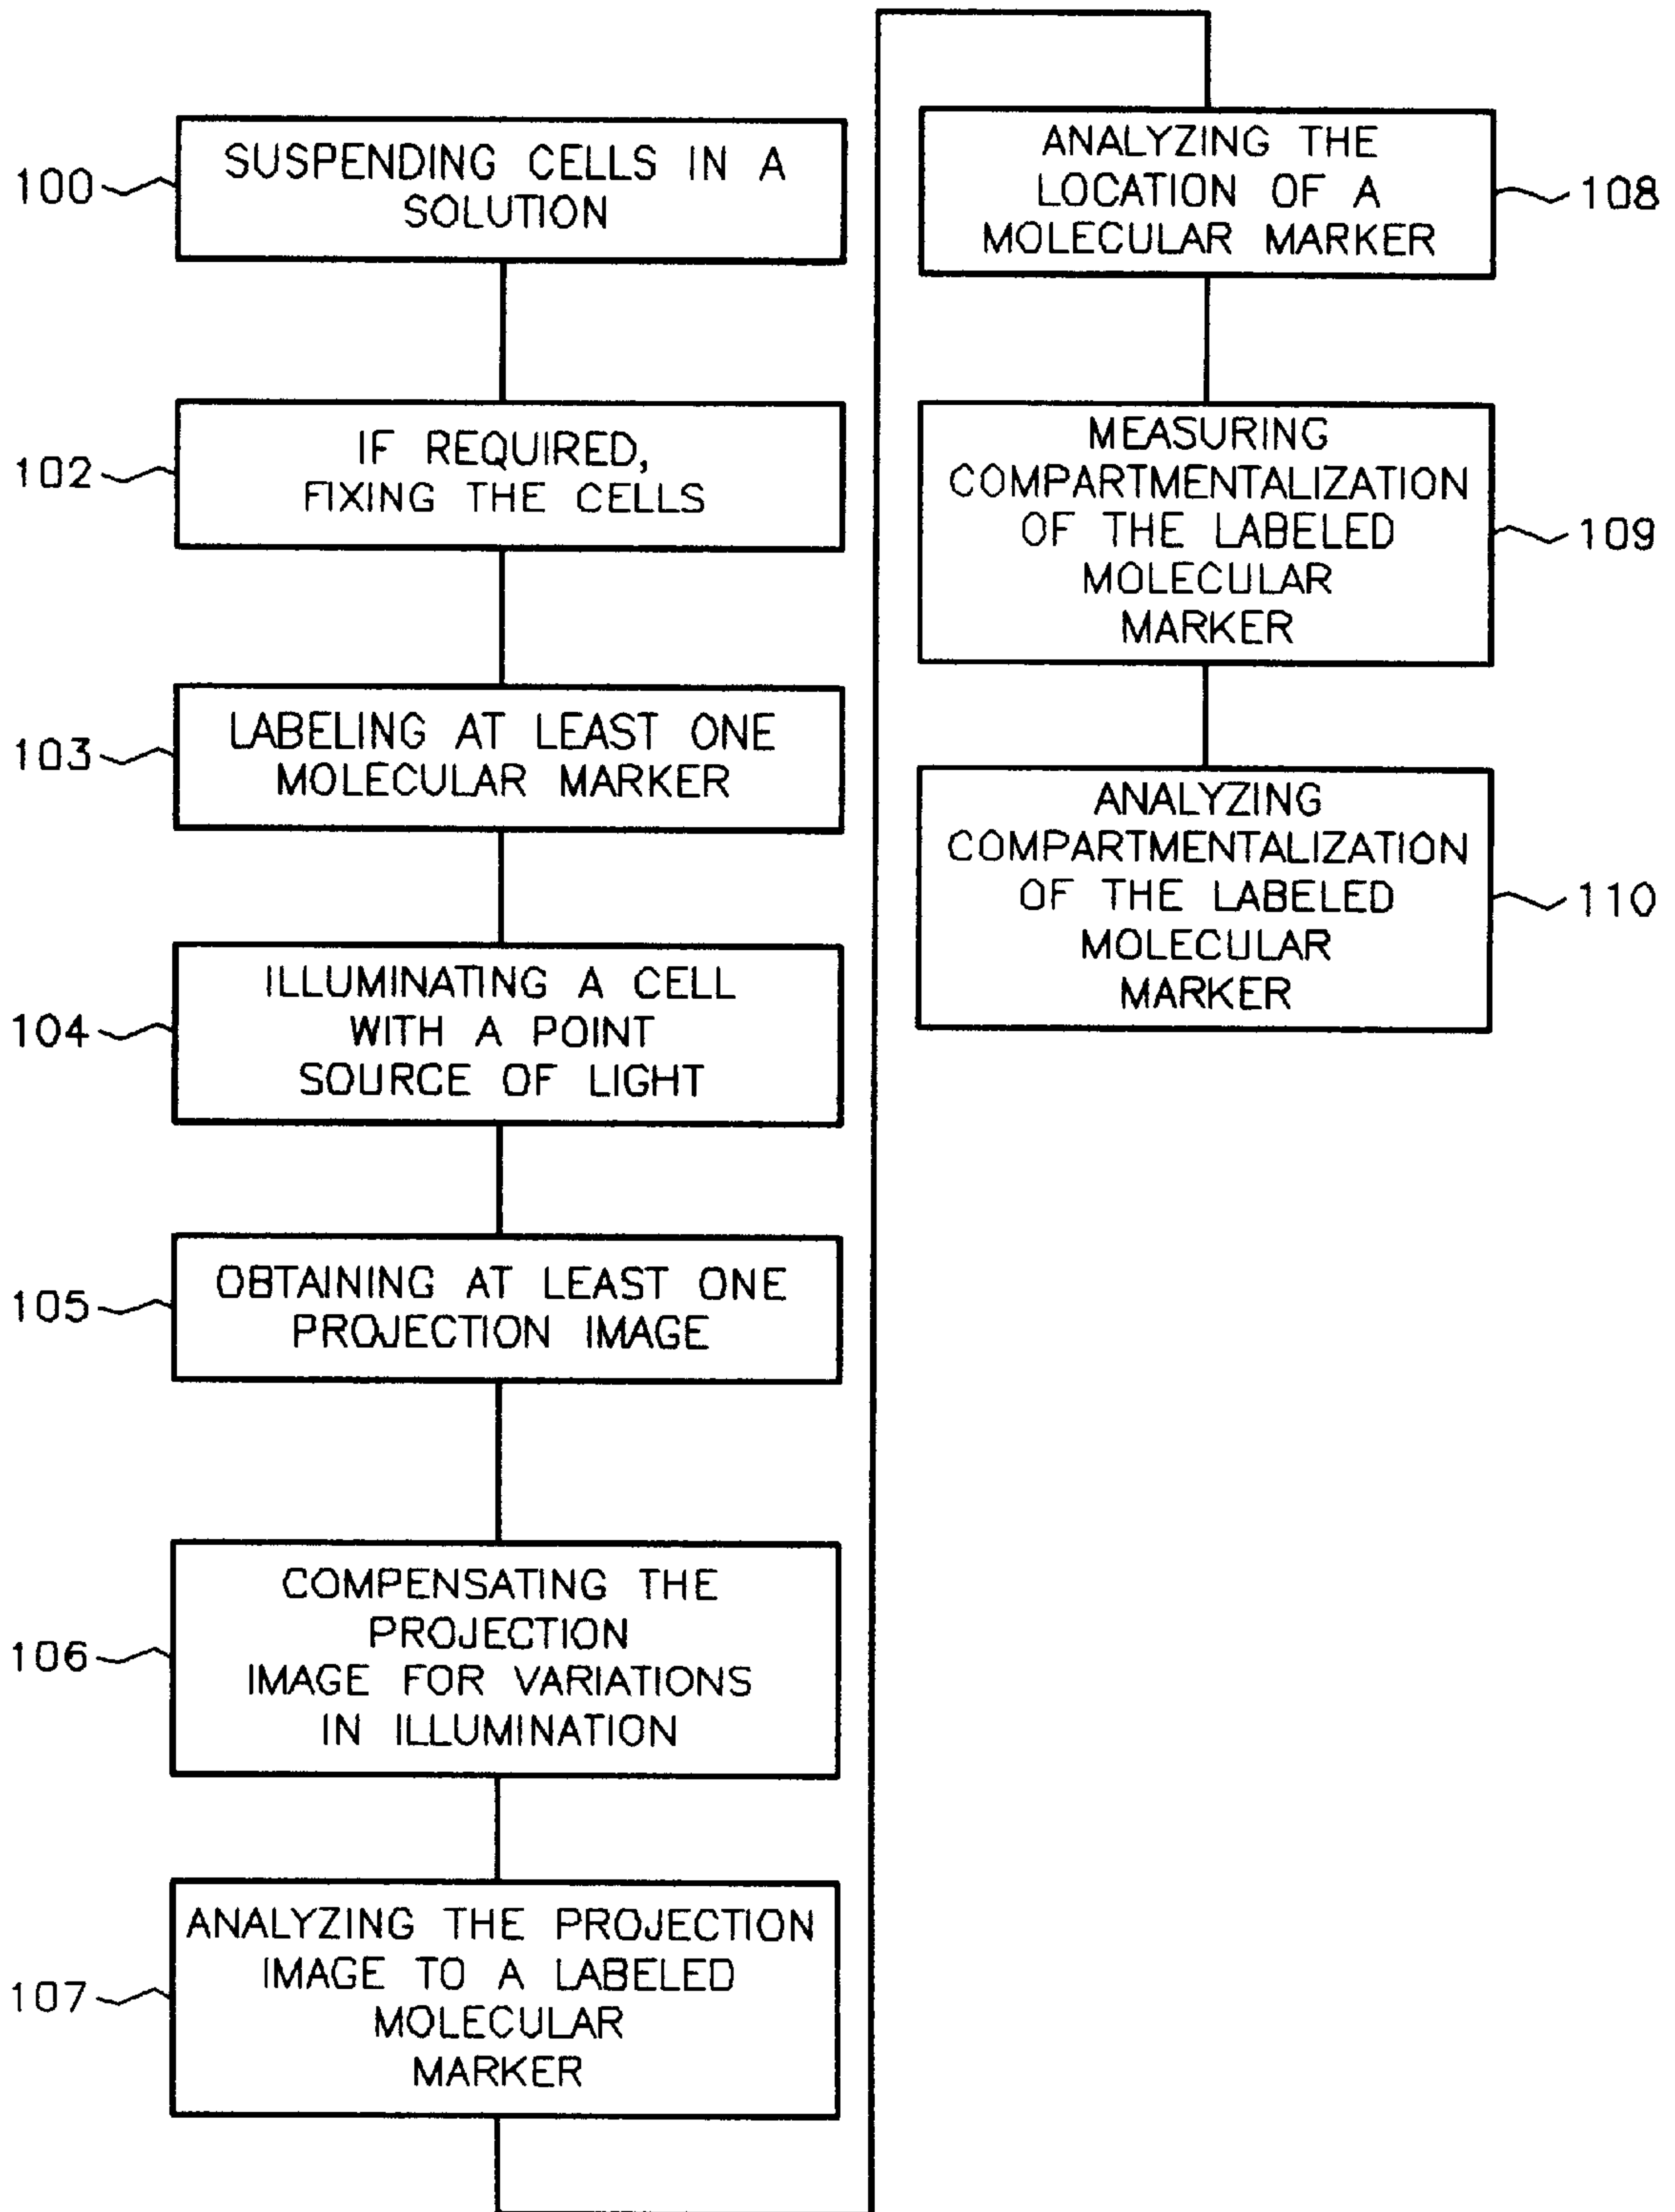 100
SUSPENDING CELLS IN A
SOLUTION
102
IF REQUIRED,
FIXING THE CELLS
103
LABELING AT LEAST ONE
MOLECULAR MARKER
104
ILLUMINATING A CELL
WITH A POINT
SOURCE OF LIGHT
105
OBTAINING AT LEAST ONE
PROJECTION IMAGE
106
COMPENSATING THE
PROJECTION
IMAGE FOR VARIATIONS
IN ILLUMINATION
107
ANALYZING THE PROJECTION
IMAGE TO A LABELED
MOLECULAR
MARKER
ANALYZING THE
LOCATION OF A
MOLECULAR MARKER
108
MEASURING
COMPARTMENTALIZATION
OF THE LABELED
MOLECULAR
MARKER
109
ANALYZING
COMPARTMENTALIZATION
OF THE LABELED
MOLECULAR
MARKER
110